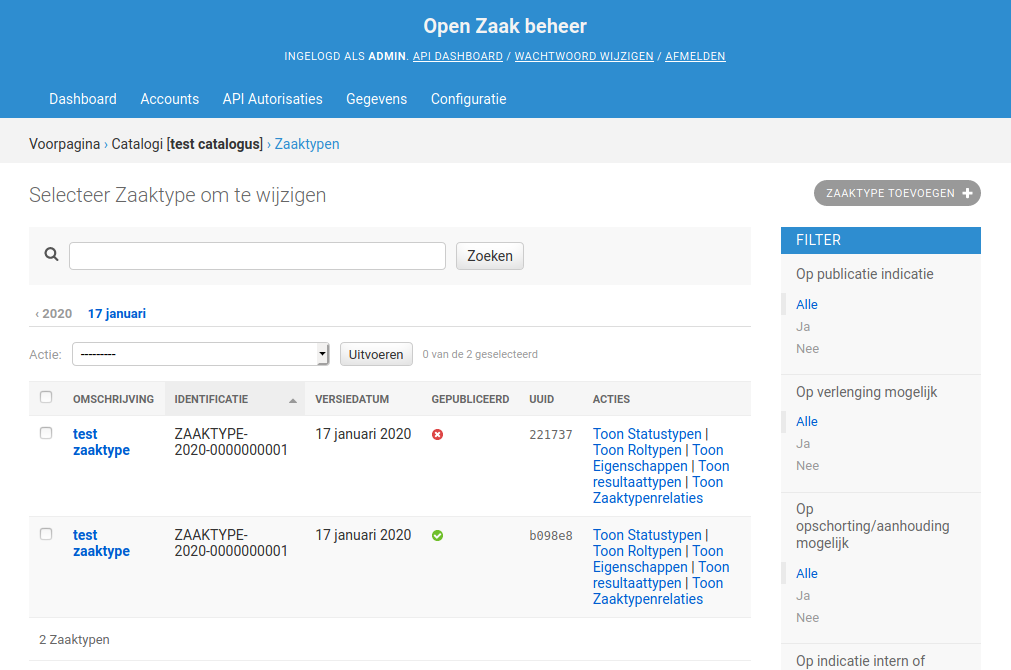 Open Zaak beheer
INGELOGD ALS ADMIN. API DASHBOARD / WACHTWOORD WIJZIGEN / AFMELDEN
Dashboard Accounts API Autorisaties Gegevens Configuratie
Voorpagina › Catalogi [test catalogus] › Zaaktypen
Selecteer Zaaktype om te wijzigen
ZAAKTYPE TOEVOEGEN +
Zoeken
‹ 2020 17 januari
Actie: --------- Uitvoeren 0 van de 2 geselecteerd
OMSCHRIJVING IDENTIFICATIE VERSIEDATUM GEPUBLICEERD UUID ACTIES
test
zaaktype
ZAAKTYPE-
2020-0000000001
17 januari 2020
221737
Toon Statustypen |
Toon Roltypen | Toon
Eigenschappen | Toon
resultaattypen | Toon
Zaaktypenrelaties
test
zaaktype
ZAAKTYPE-
2020-0000000001
17 januari 2020
b098e8
Toon Statustypen |
Toon Roltypen | Toon
Eigenschappen | Toon
resultaattypen | Toon
Zaaktypenrelaties
2 Zaaktypen
FILTER
Op publicatie indicatie
Alle
Ja
Nee
Op verlenging mogelijk
Alle
Ja
Nee
Op
opschorting/aanhouding
mogelijk
Alle
Ja
Nee
Op indicatie intern of